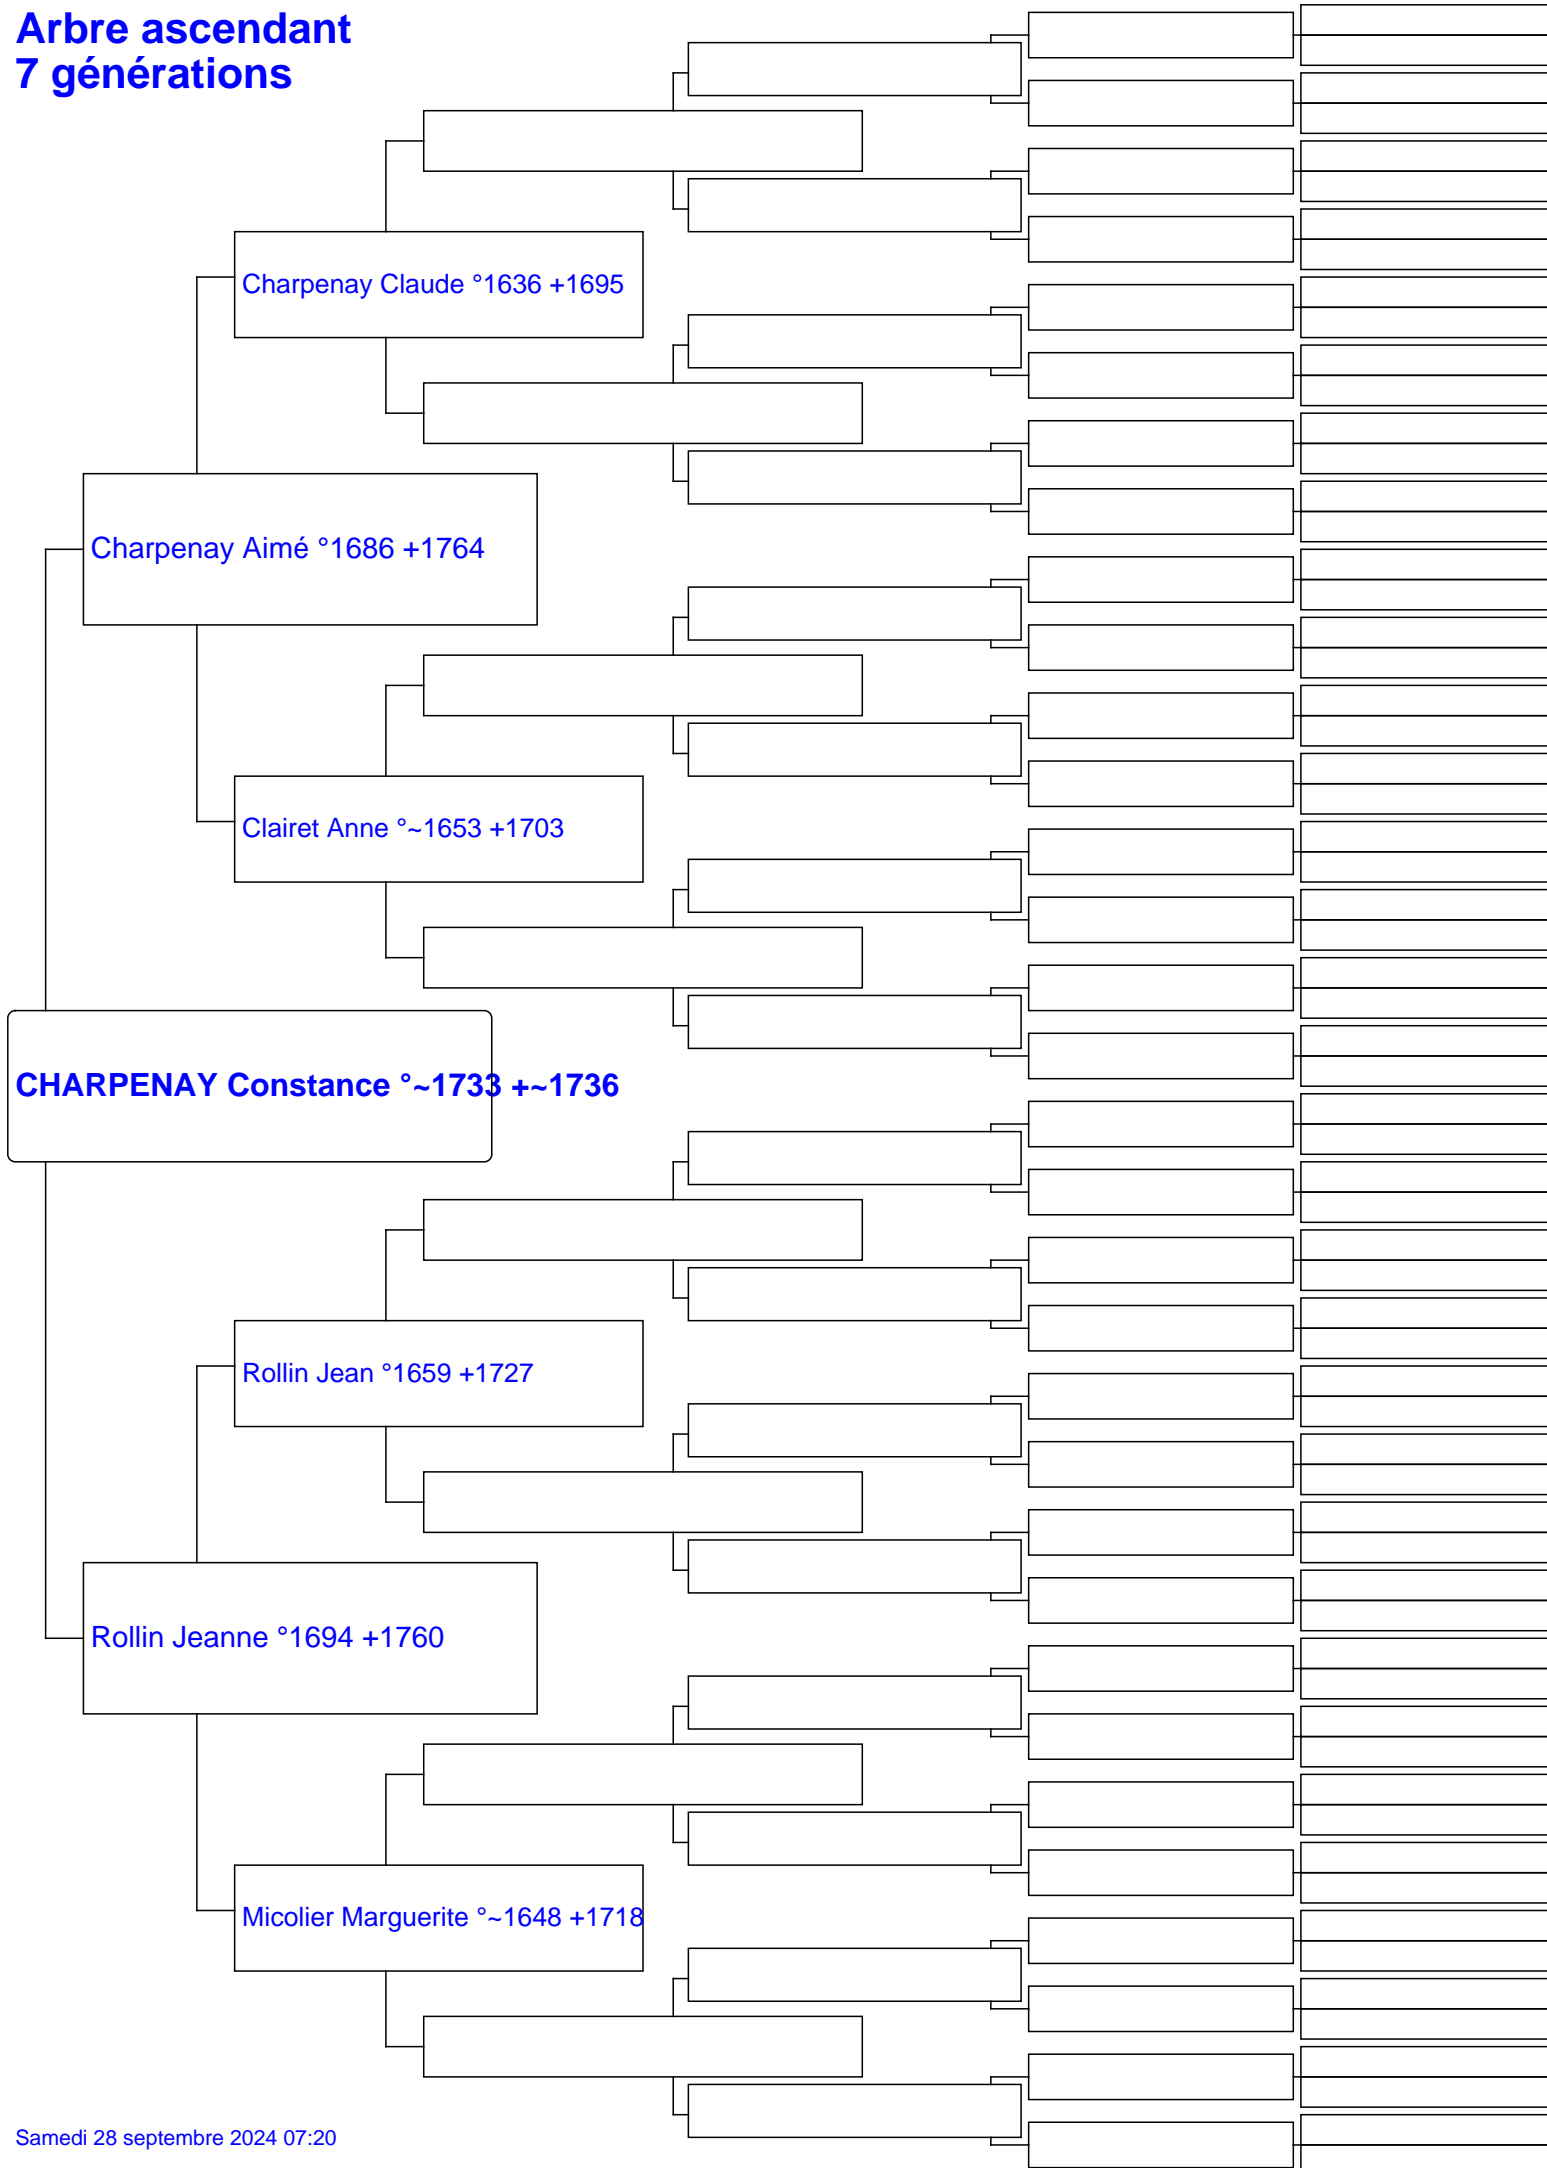 Arbre ascendant
7 générations
Charpenay Claude °1636 +1695
Charpenay Aimé °1686 +1764
Clairet Anne °~1653 +1703
CHARPENAY Constance °~1733 +~1736
Rollin Jean °1659 +1727
Rollin Jeanne °1694 +1760
Micolier Marguerite °~1648 +1718
Samedi 28 septembre 2024 07:20